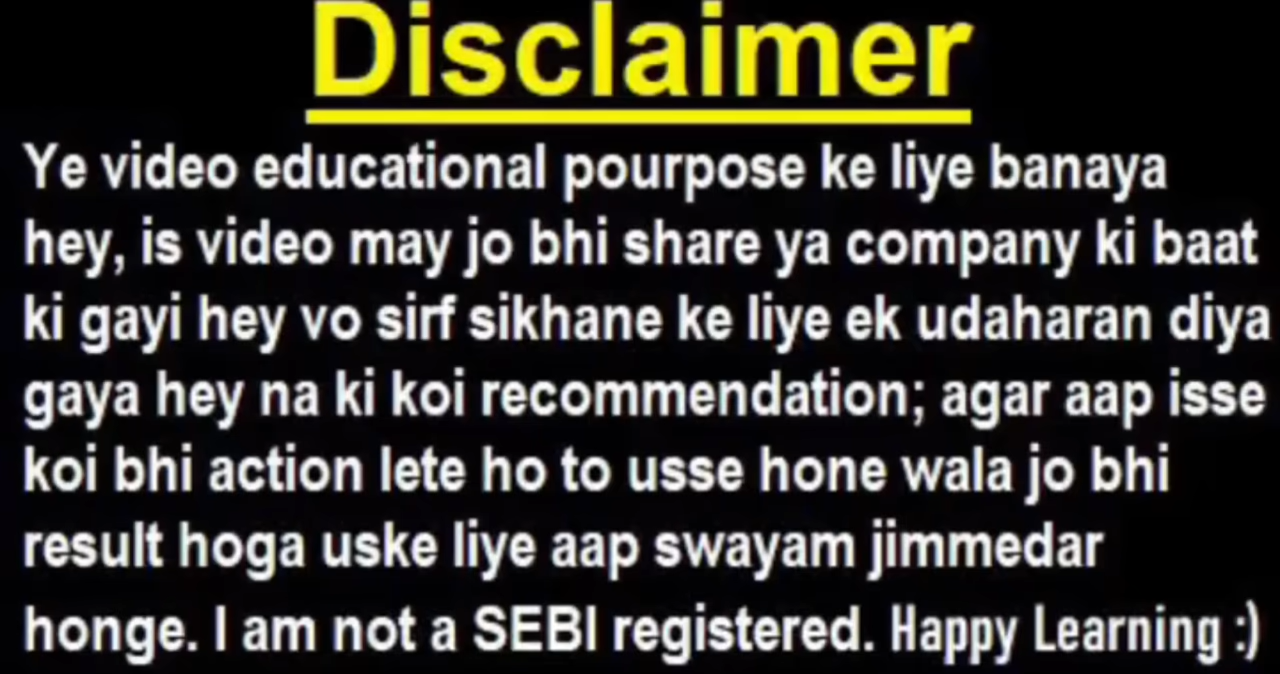 Disclaimer
Ye video educational pourpose ke liye banaya
hey, is video may jo bhi share ya company ki baat
ki gayi hey vo sirf sikhane ke liye ek udaharan diya
gaya hey na ki koi recommendation; agar aap isse
koi bhi action lete ho to usse hone wala jo bhi
result hoga uske liye aap swayam jimmedar
honge. I am not a SEBI registered. Happy Learning :)